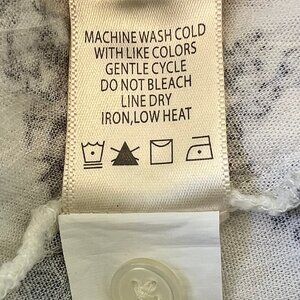 MACHINE WASH COLD
WITH LIKE COLORS
GENTLE CYCLE
DO NOT BLEACH
LINE DRY
IRON,LOW HEAT